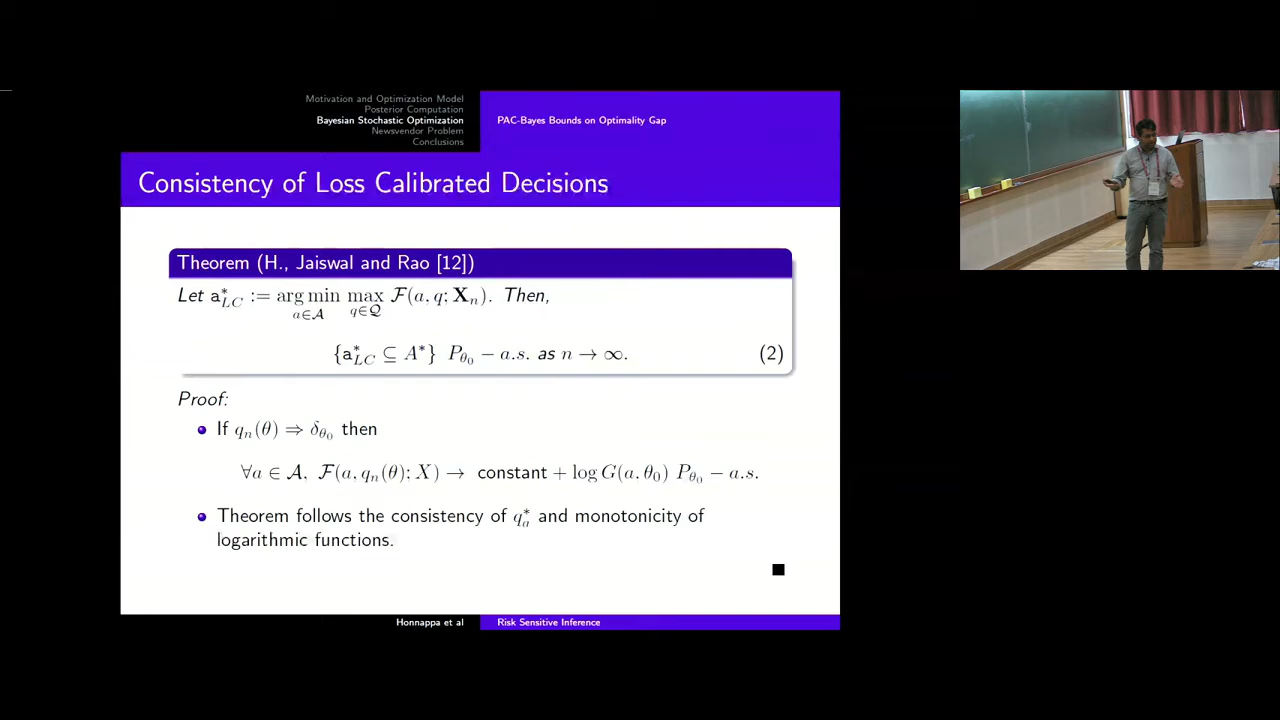 Motivation and Optimization Model
Posterior Computation
Bayesian Stochastic Optimization
Newsvendor Problem
Conclusions
PAC-Bayes Bounds on Optimality Gap
Consistency of Loss Calibrated Decisions
Theorem (H., Jaiswal and Rao [12])
Let a*_{LC} := arg min_{a∈𝒜} max_{q∈𝒬} ℱ(a, q; X_n). Then,
{a*_{LC} ⊆ A*} P_{θ_0} − a.s. as n → ∞. (2)
Proof:
If q_n(θ) ⇒ δ_{θ_0} then
∀a ∈ 𝒜, ℱ(a, q_n(θ); X) → constant + log G(a, θ_0) P_{θ_0} − a.s.
Theorem follows the consistency of q*_a and monotonicity of
logarithmic functions.
■
Honnappa et al
Risk Sensitive Inference